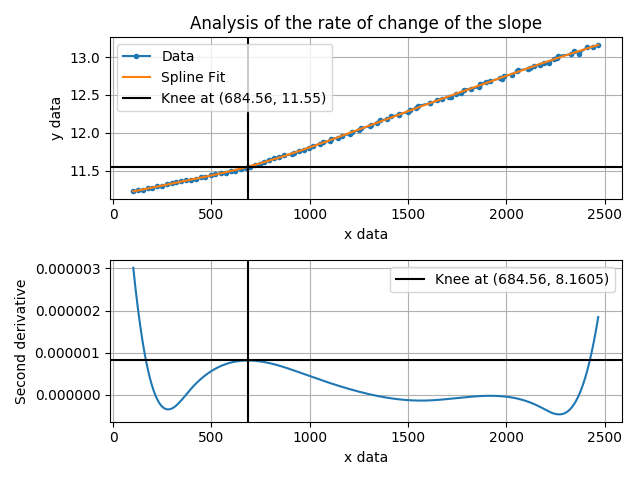 Analysis of the rate of change of the slope
13.0
12.5
12.0
11.5
y data
Data
Spline Fit
Knee at (684.56, 11.55)
0 500 1000 1500 2000 2500
x data
0.000003
0.000002
0.000001
0.000000
Second derivative
Knee at (684.56, 8.1605)
0 500 1000 1500 2000 2500
x data